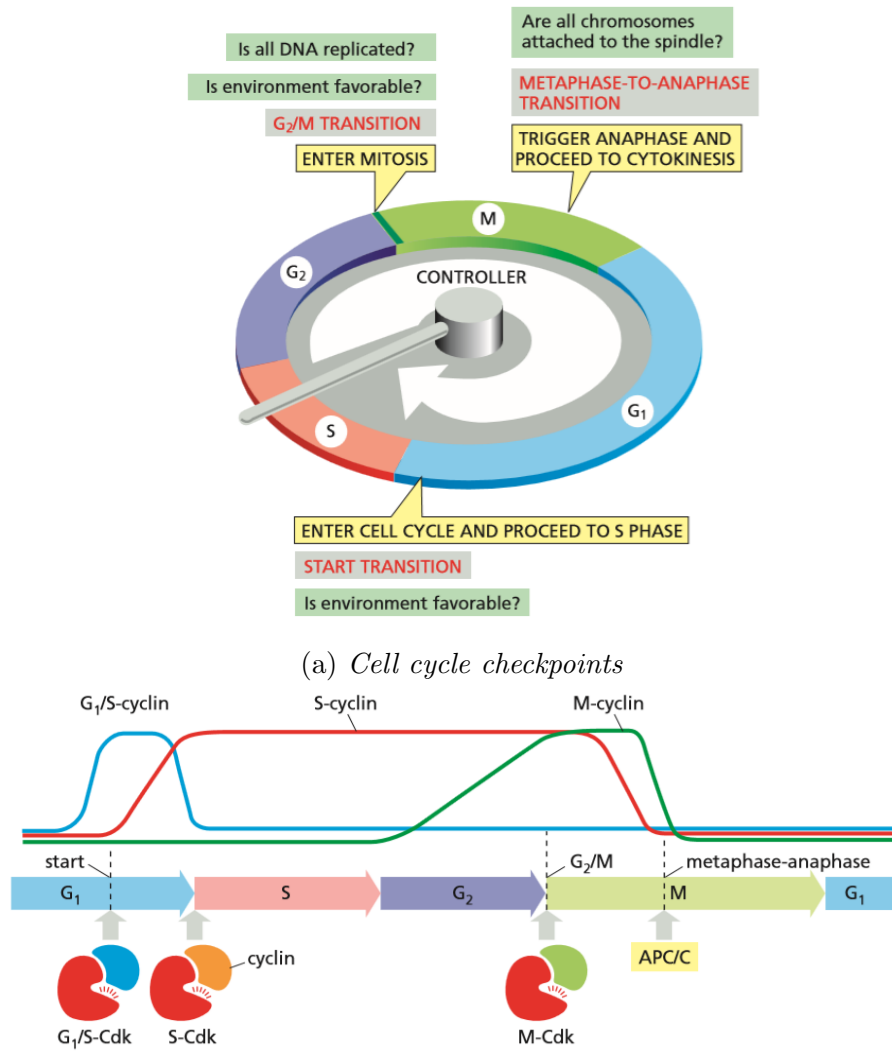 Is all DNA replicated?
Is environment favorable?
G₂/M TRANSITION
ENTER MITOSIS
Are all chromosomes
attached to the spindle?
METAPHASE-TO-ANAPHASE
TRANSITION
TRIGGER ANAPHASE AND
PROCEED TO CYTOKINESIS
M
G₂
CONTROLLER
G₁
S
ENTER CELL CYCLE AND PROCEED TO S PHASE
START TRANSITION
Is environment favorable?
(a) Cell cycle checkpoints
G₁/S-cyclin
S-cyclin
M-cyclin
start
G₂/M
metaphase-anaphase
G₁
S
G₂
M
G₁
cyclin
APC/C
G₁/S-Cdk
S-Cdk
M-Cdk